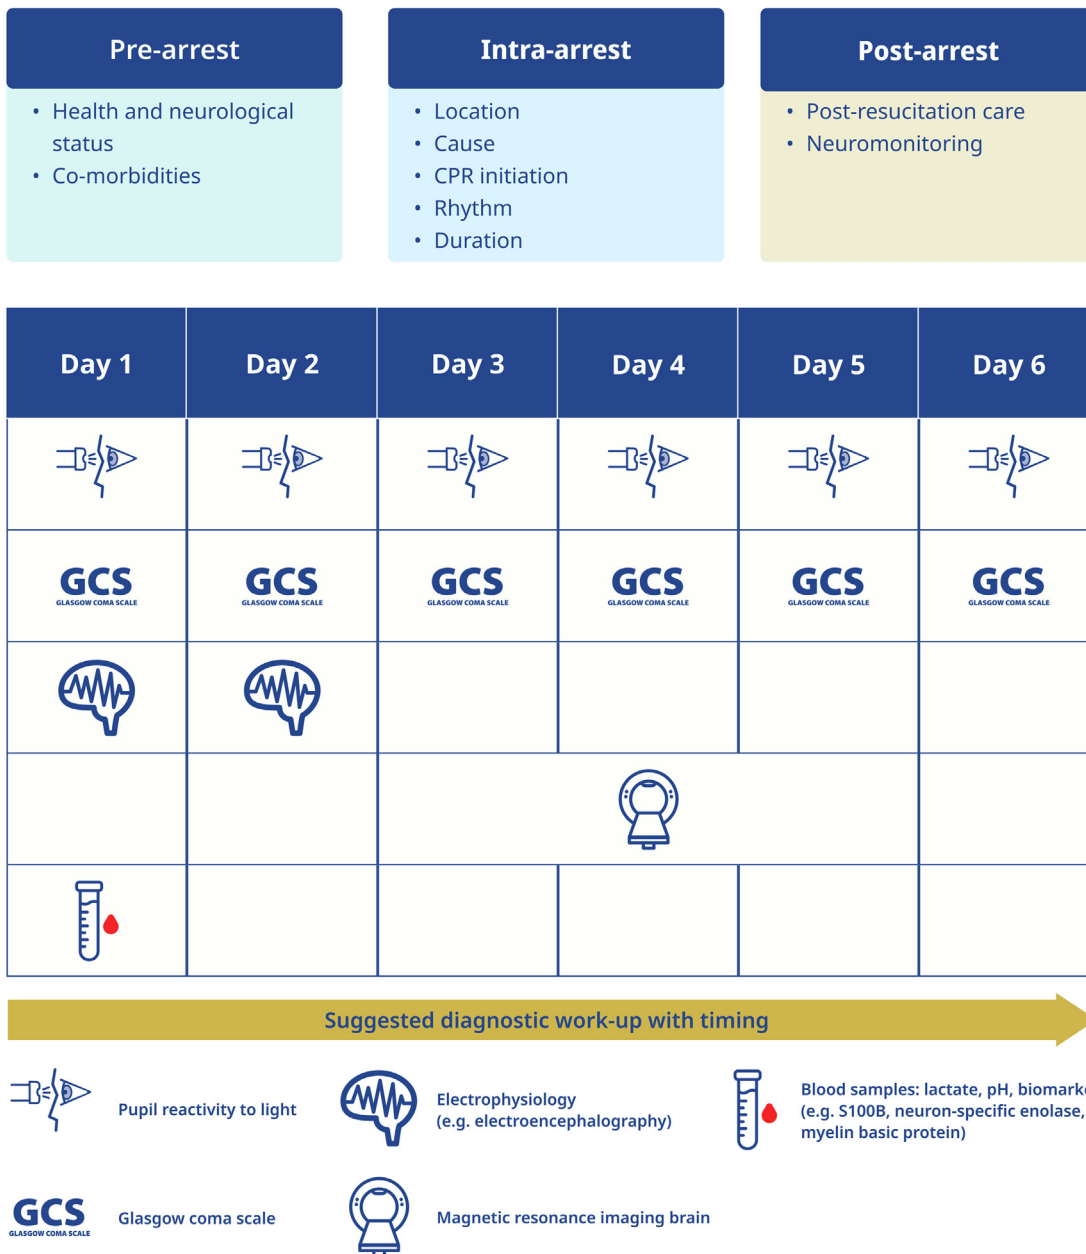 Pre-arrest
• Health and neurological
status
• Co-morbidities
Intra-arrest
• Location
• Cause
• CPR initiation
• Rhythm
• Duration
Post-arrest
• Post-resucitation care
• Neuromonitoring
Day 1 Day 2 Day 3 Day 4 Day 5 Day 6
GCS GCS GCS GCS GCS GCS
GLASGOW COMA SCALE GLASGOW COMA SCALE GLASGOW COMA SCALE GLASGOW COMA SCALE GLASGOW COMA SCALE GLASGOW COMA SCALE
Suggested diagnostic work-up with timing
Pupil reactivity to light
Electrophysiology
(e.g. electroencephalography)
Blood samples: lactate, pH,
(e.g. S100B, neuron-specific enolase,
myelin basic protein)
GCS
GLASGOW COMA SCALE
Glasgow coma scale
Magnetic resonance imaging brain